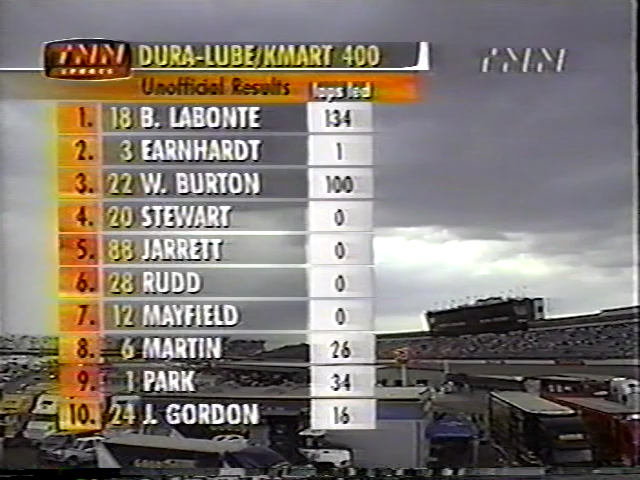 TNN SPORTS DURA-LUBE/KMART 400
TNN
Unofficial Results laps led
1. 18 B. LABONTE 134
2. 3 EARNHARDT 1
3. 22 W. BURTON 100
4. 20 STEWART 0
5. 88 JARRETT 0
6. 28 RUDD 0
7. 12 MAYFIELD 0
8. 6 MARTIN 26
9. 1 PARK 34
10. 24 J. GORDON 16